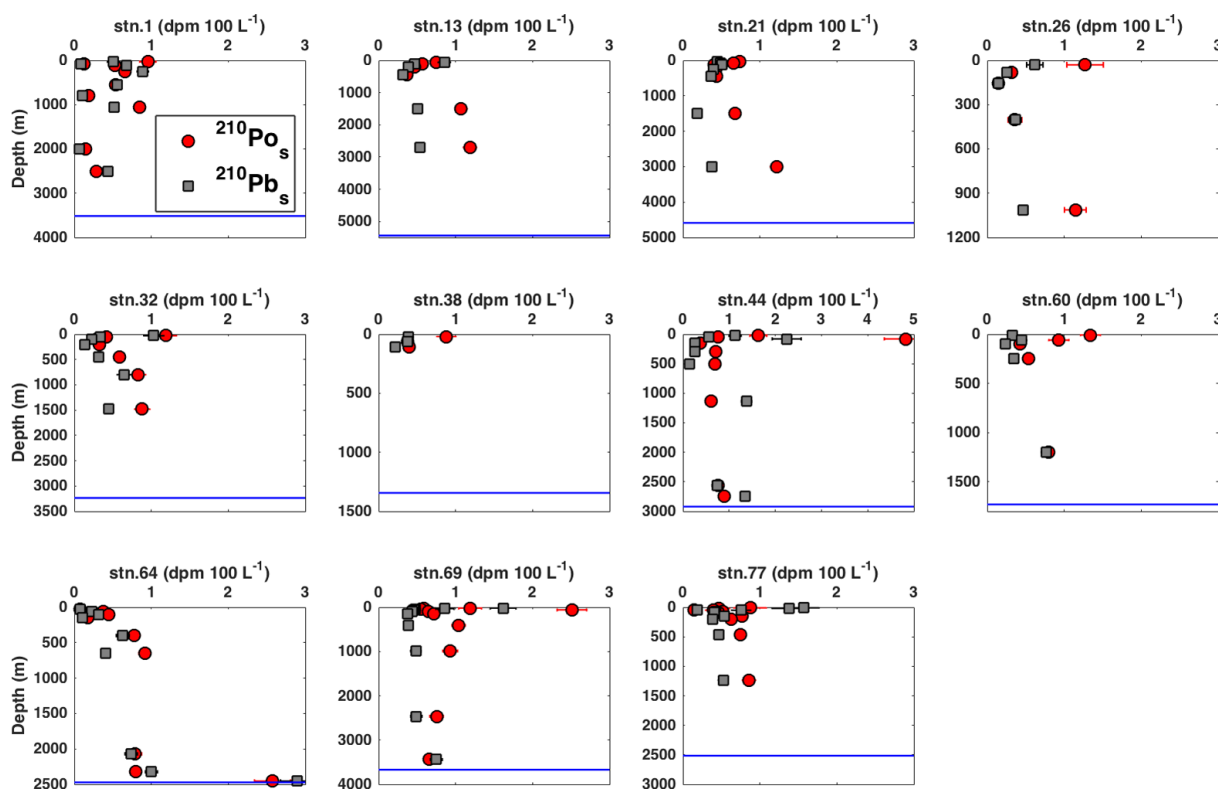 stn.1 (dpm 100 L⁻¹)
stn.13 (dpm 100 L⁻¹)
stn.21 (dpm 100 L⁻¹)
stn.26 (dpm 100 L⁻¹)
0 1 2 3
0 1 2 3
0 1 2 3
0 1 2 3
Depth (m)
0
1000
2000
3000
4000
²¹⁰Poₛ
²¹⁰Pbₛ
0
1000
2000
3000
4000
5000
0
1000
2000
3000
4000
5000
0
300
600
900
1200
stn.32 (dpm 100 L⁻¹)
stn.38 (dpm 100 L⁻¹)
stn.44 (dpm 100 L⁻¹)
stn.60 (dpm 100 L⁻¹)
0 1 2 3
0 1 2 3
0 1 2 3 4 5
0 1 2 3
Depth (m)
0
500
1000
1500
2000
2500
3000
3500
0
500
1000
1500
0
500
1000
1500
2000
2500
3000
0
600
1200
1800
stn.64 (dpm 100 L⁻¹)
stn.69 (dpm 100 L⁻¹)
stn.77 (dpm 100 L⁻¹)
0 1 2 3
0 1 2 3
0 1 2 3
Depth (m)
0
500
1000
1500
2000
2500
0
1000
2000
3000
4000
0
500
1000
1500
2000
2500
3000